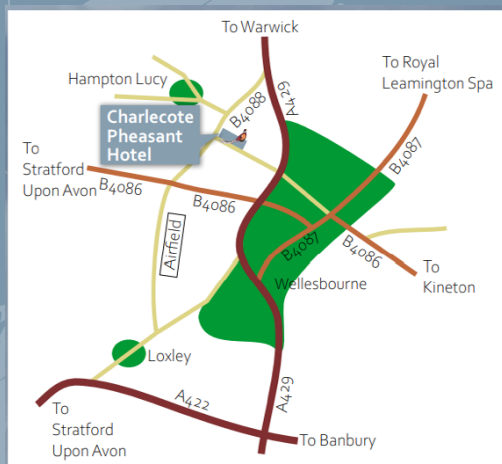 To Warwick
To Royal
Leamington Spa
Hampton Lucy
B4088
A429
Charlecote
Pheasant
Hotel
To
Stratford
Upon Avon
B4087
B4086
B4086
Airfield
B4087
B4086
To
Kineton
Wellesbourne
Loxley
A429
A422
To
Stratford
Upon Avon
To Banbury